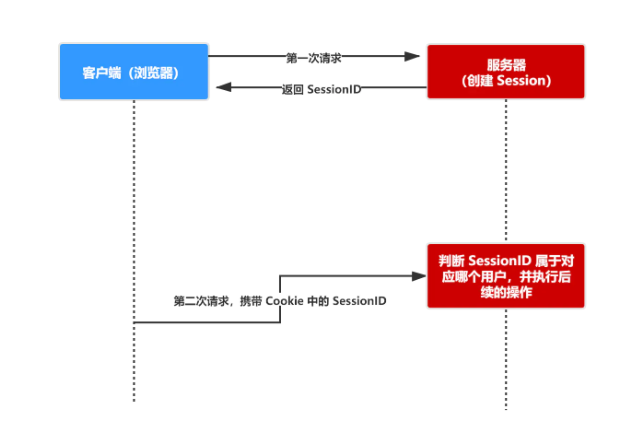 客户端（浏览器）
第一次请求
服务器
（创建 Session）
返回 SessionID
判断 SessionID 属于对
应哪个用户，并执行后
续的操作
第二次请求，携带 Cookie 中的 SessionID